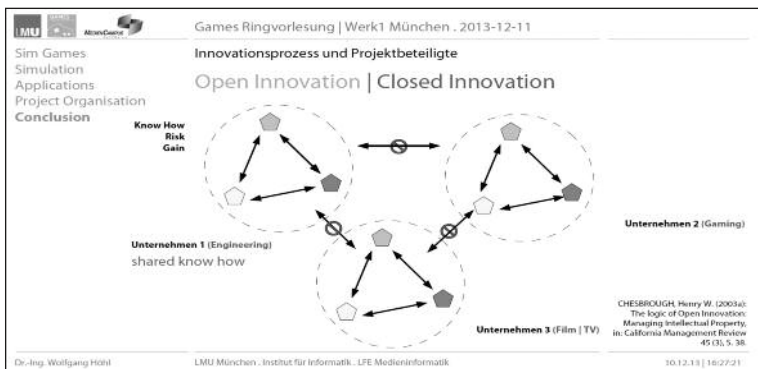 LMU GAMES MEDIENCAMPUS
Games Ringvorlesung | Werk1 München . 2013-12-11
Sim Games
Simulation
Applications
Project Organisation
Conclusion
Innovationsprozess und Projektbeteiligte
Open Innovation | Closed Innovation
Know How
Risk
Gain
Unternehmen 1 (Engineering)
shared know how
Unternehmen 2 (Gaming)
Unternehmen 3 (Film | TV)
CHESBROUGH, Henry W. (2003a):
The logic of Open Innovation:
Managing Intellectual Property,
in: California Management Review
45 (3), S. 38.
Dr.-Ing. Wolfgang Höhl
LMU München . Institut für Informatik . LFE Medieninformatik
10.12.13 | 16:27:21